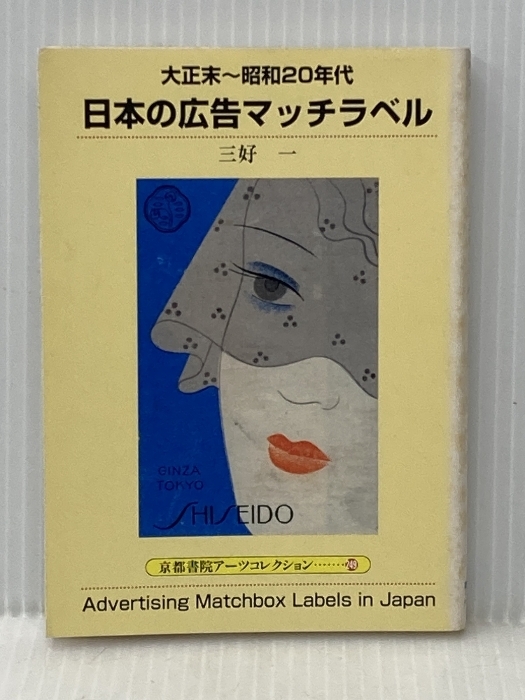 大正末～昭和20年代
日本の広告マッチラベル
三好　一
GINZA
TOKYO
SHISEIDO
京都書院アーツコレクション………
Advertising Matchbox Labels in Japan